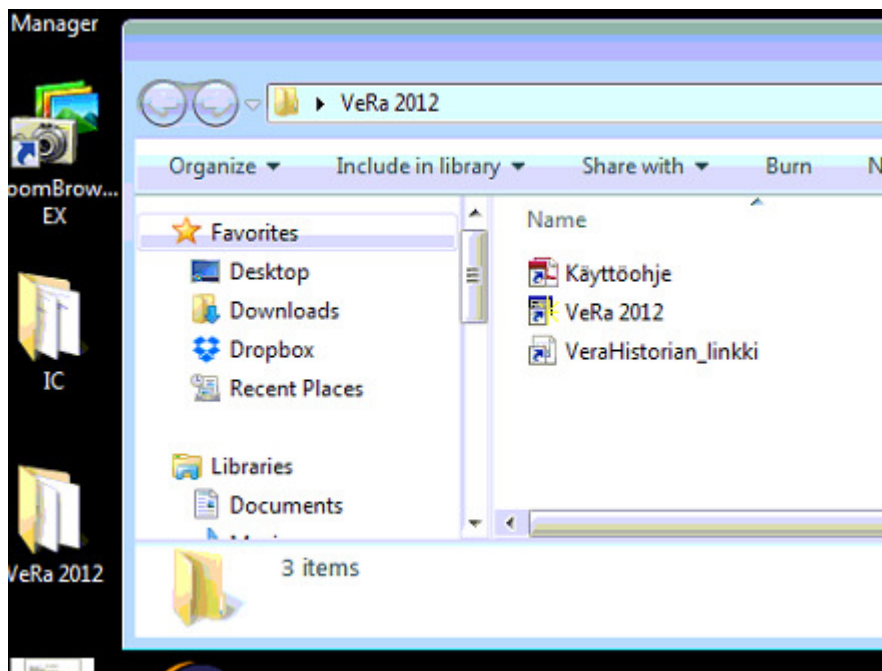 Manager
oomBrow...
EX
IC
VeRa 2012
VeRa 2012
Organize Include in library Share with Burn N
Favorites
Desktop
Downloads
Dropbox
Recent Places
Libraries
Documents
Name
Käyttöohje
VeRa 2012
VeraHistorian_linkki
3 items